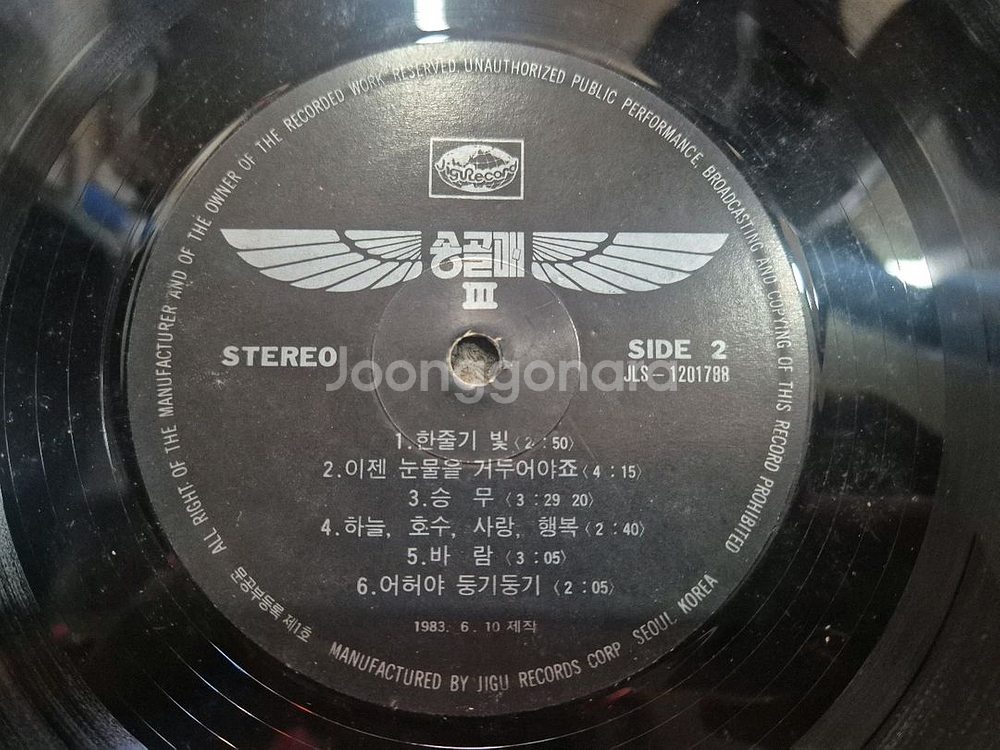 ALL RIGHT OF THE MANUFACTURER AND OF THE OWNER OF THE RECORDED WORK RESERVED, UNAUTHORIZED PUBLIC PERFORMANCE, BROADCASTING AND COPYING OF THIS RECORD PROHIBITED
JiguRecord
송골매
III
STEREO
SIDE 2
JLS-1201788
Joonggonara
1.한줄기 빛〈2:50〉
2.이젠 눈물을 거두어야죠〈4:15〉
3.승 무〈3:29 20〉
4.하늘, 호수, 사랑, 행복〈2:40〉
5.바 람〈3:05〉
6.어허야 둥기둥기〈2:05〉
1983. 6. 10 제작
문공부등록 제1호
MANUFACTURED BY JIGU RECORDS CORP SEOUL KOREA